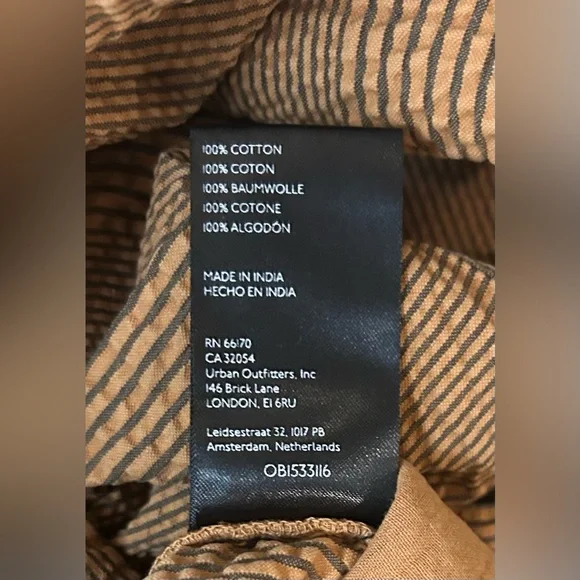 100% COTTON
100% COTON
100% BAUMWOLLE
100% COTONE
100% ALGODÓN
MADE IN INDIA
HECHO EN INDIA
RN 66170
CA 32054
Urban Outfitters, Inc
146 Brick Lane
LONDON, E1 6RU
Leidsestraat 32, 1017 PB
Amsterdam, Netherlands
OB1533116